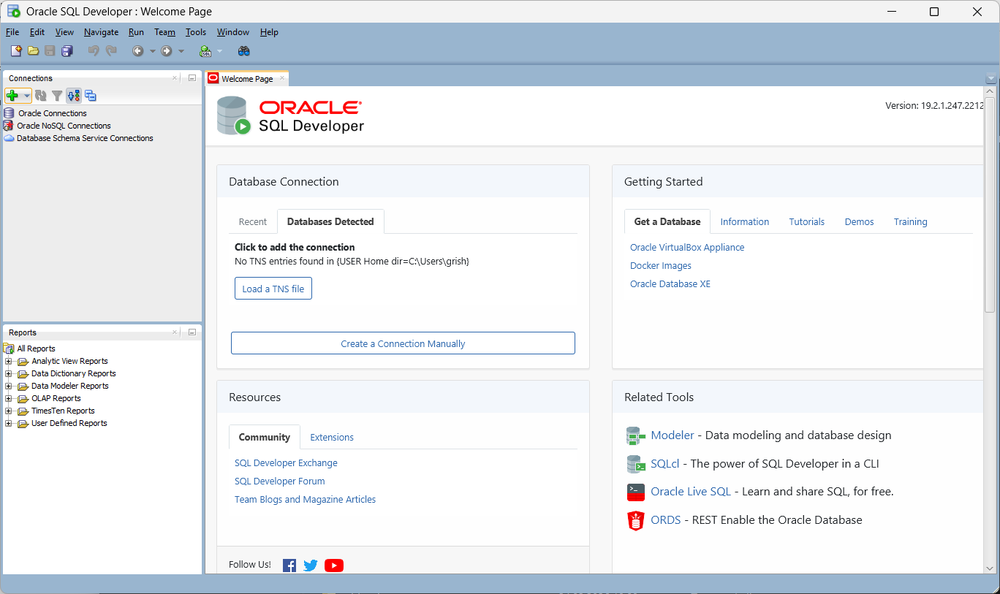 Oracle SQL Developer : Welcome Page
File Edit View Navigate Run Team Tools Window Help
SQL
Connections
Oracle Connections
Oracle NoSQL Connections
Database Schema Service Connections
Reports
All Reports
Analytic View Reports
Data Dictionary Reports
Data Modeler Reports
OLAP Reports
TimesTen Reports
User Defined Reports
Welcome Page
ORACLE
SQL Developer
Version: 19.2.1.247.2212
Database Connection
Recent Databases Detected
Click to add the connection
No TNS entries found in {USER Home dir=C:\Users\grish}
Load a TNS file
Create a Connection Manually
Getting Started
Get a Database Information Tutorials Demos Training
Oracle VirtualBox Appliance
Docker Images
Oracle Database XE
Resources
Community Extensions
SQL Developer Exchange
SQL Developer Forum
Team Blogs and Magazine Articles
Follow Us!
Related Tools
Modeler - Data modeling and database design
SQLcl - The power of SQL Developer in a CLI
Oracle Live SQL - Learn and share SQL, for free.
ORDS - REST Enable the Oracle Database